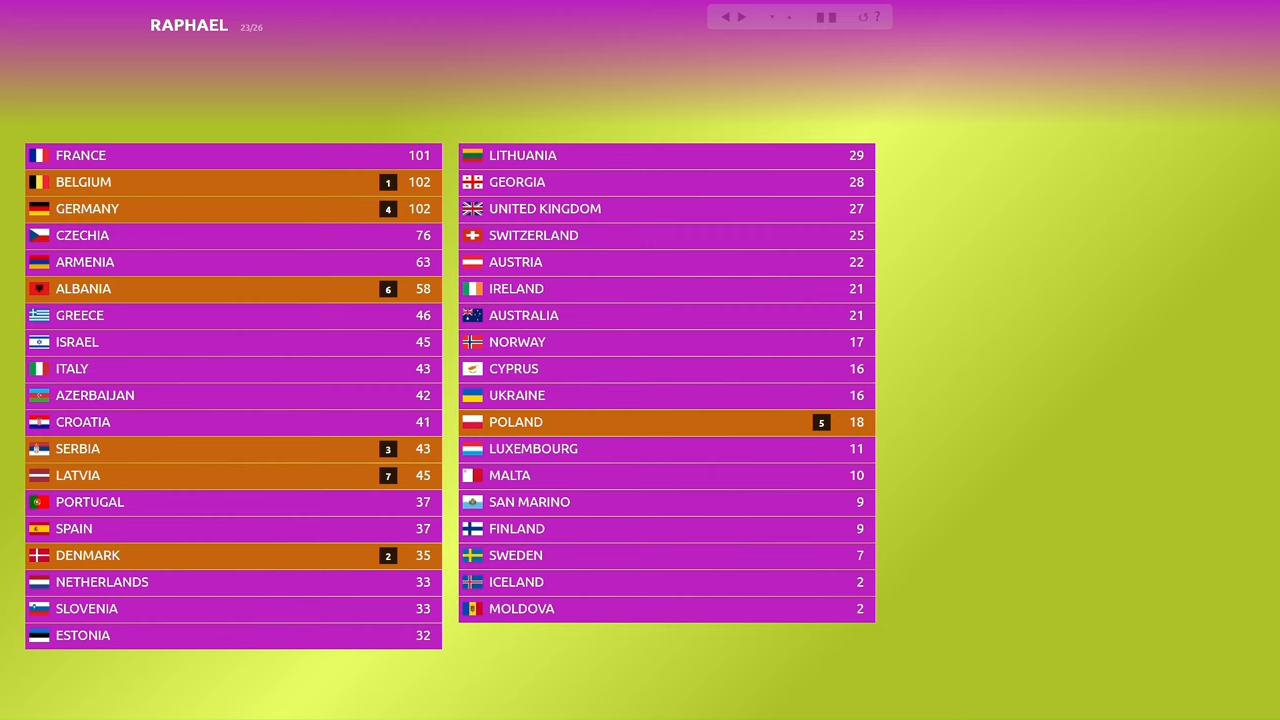 RAPHAEL 23/26
?
FRANCE 101
BELGIUM 1 102
GERMANY 4 102
CZECHIA 76
ARMENIA 63
ALBANIA 6 58
GREECE 46
ISRAEL 45
ITALY 43
AZERBAIJAN 42
CROATIA 41
SERBIA 3 43
LATVIA 7 45
PORTUGAL 37
SPAIN 37
DENMARK 2 35
NETHERLANDS 33
SLOVENIA 33
ESTONIA 32
LITHUANIA 29
GEORGIA 28
UNITED KINGDOM 27
SWITZERLAND 25
AUSTRIA 22
IRELAND 21
AUSTRALIA 21
NORWAY 17
CYPRUS 16
UKRAINE 16
POLAND 5 18
LUXEMBOURG 11
MALTA 10
SAN MARINO 9
FINLAND 9
SWEDEN 7
ICELAND 2
MOLDOVA 2